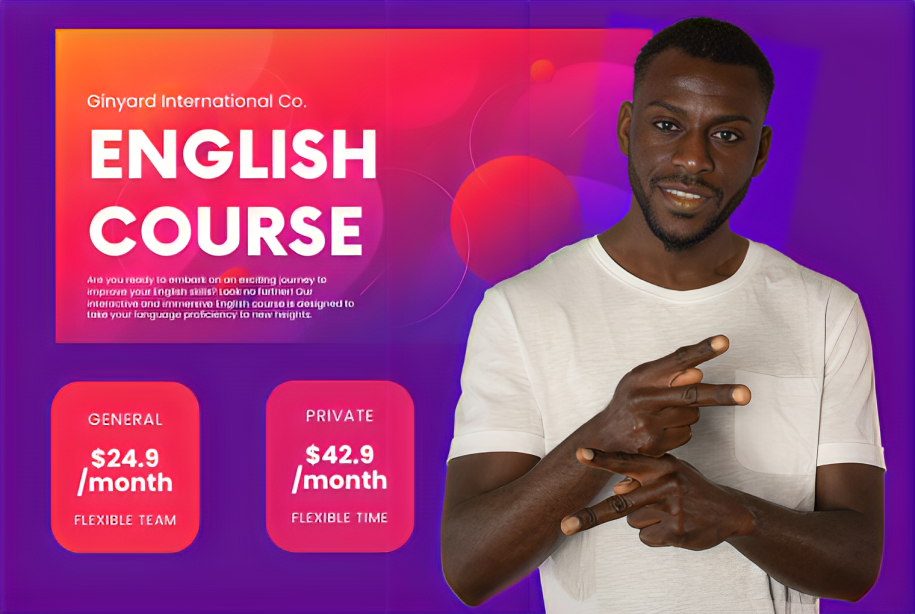 Ginyard International Co.
ENGLISH
COURSE
Are you ready to embark on an exciting journey to
improve your English skills? Look no further! Our
interactive and immersive English course is designed to
take your language proficiency to new heights.
GENERAL
$24.9
/month
FLEXIBLE TEAM
PRIVATE
$42.9
/month
FLEXIBLE TIME